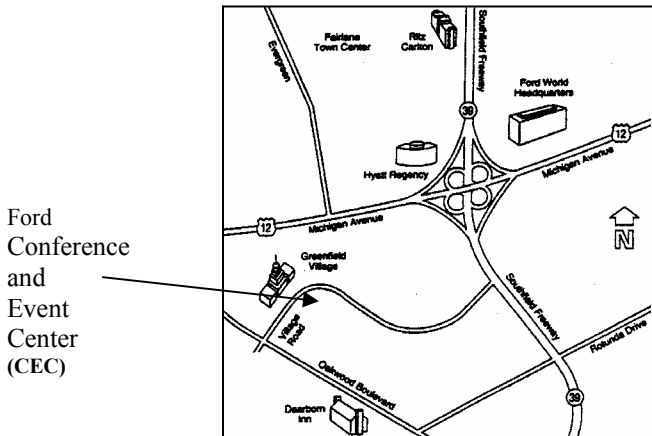 Fairlane
Town Center
Ritz
Carlton
Southfield Freeway
Evergreen
39
Ford World
Headquarters
12
Michigan Avenue
Hyatt Regency
12
Michigan Avenue
N
Greenfield
Village
Ford
Conference
and
Event
Center
(CEC)
Village
Road
Southfield Freeway
Rotunda Drive
Oakwood Boulevard
Dearborn
Inn
39